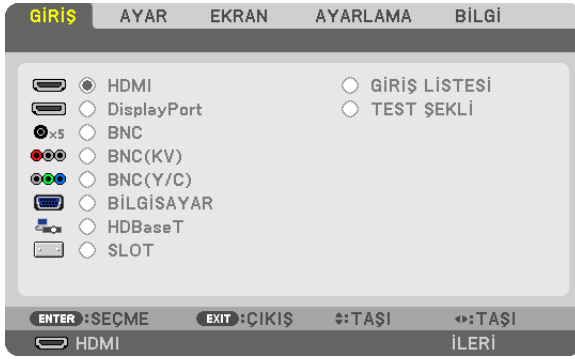 GİRİŞ AYAR EKRAN AYARLAMA BİLGİ
HDMI GİRİŞ LİSTESİ
DisplayPort TEST ŞEKLİ
×5 BNC
BNC(KV)
BNC(Y/C)
BİLGİSAYAR
HDBaseT
SLOT
ENTER :SEÇME EXIT :ÇIKIŞ :TAŞI :TAŞI
HDMI İLERİ